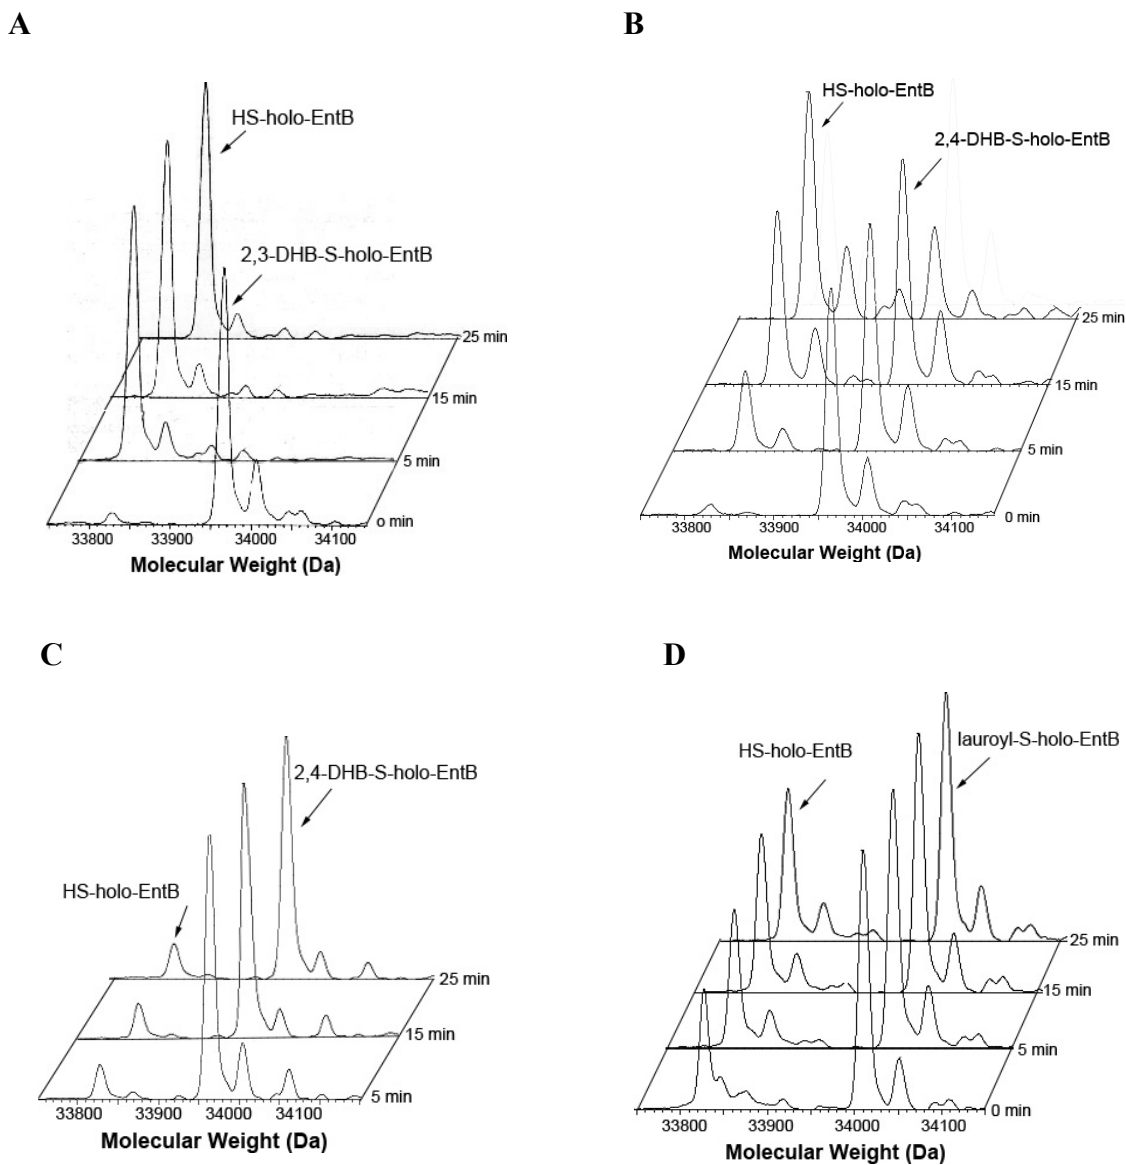 A
HS-holo-EntB
2,3-DHB-S-holo-EntB
25 min
15 min
5 min
o min
33800 33900 34000 34100
Molecular Weight (Da)
B
HS-holo-EntB
2,4-DHB-S-holo-EntB
25 min
15 min
5 min
0 min
33800 33900 34000 34100
Molecular Weight (Da)
C
2,4-DHB-S-holo-EntB
HS-holo-EntB
25 min
15 min
5 min
33800 33900 34000 34100
Molecular Weight (Da)
D
lauroyl-S-holo-EntB
HS-holo-EntB
25 min
15 min
5 min
0 min
33800 33900 34000 34100
Molecular Weight (Da)